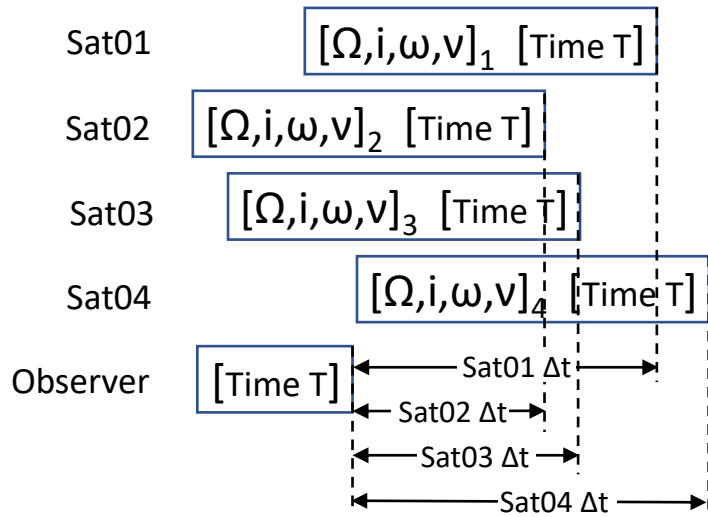 Sat01 [Ω,i,ω,ν]₁ [Time T]
Sat02 [Ω,i,ω,ν]₂ [Time T]
Sat03 [Ω,i,ω,ν]₃ [Time T]
Sat04 [Ω,i,ω,ν]₄ [Time T]
Observer [Time T] Sat01 Δt
Sat02 Δt
Sat03 Δt
Sat04 Δt